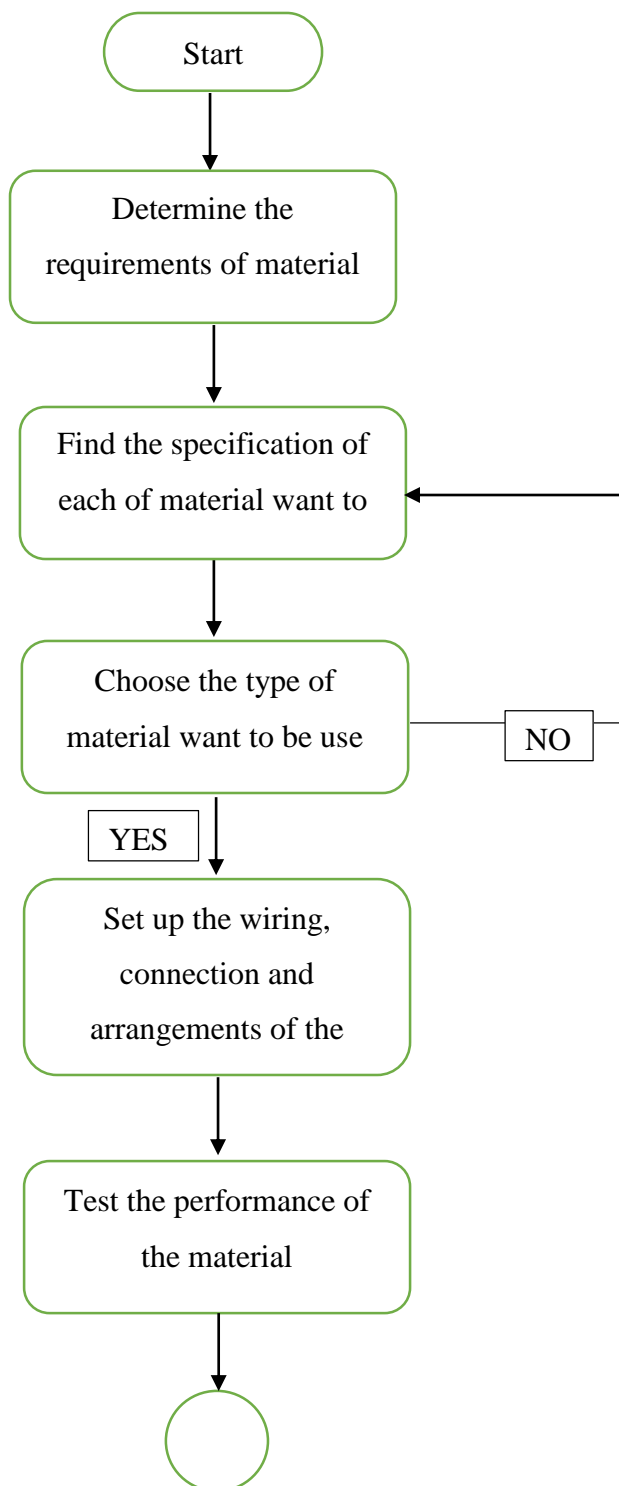 Start
Determine the
requirements of material
Find the specification of
each of material want to
Choose the type of
material want to be use
NO
YES
Set up the wiring,
connection and
arrangements of the
Test the performance of
the material